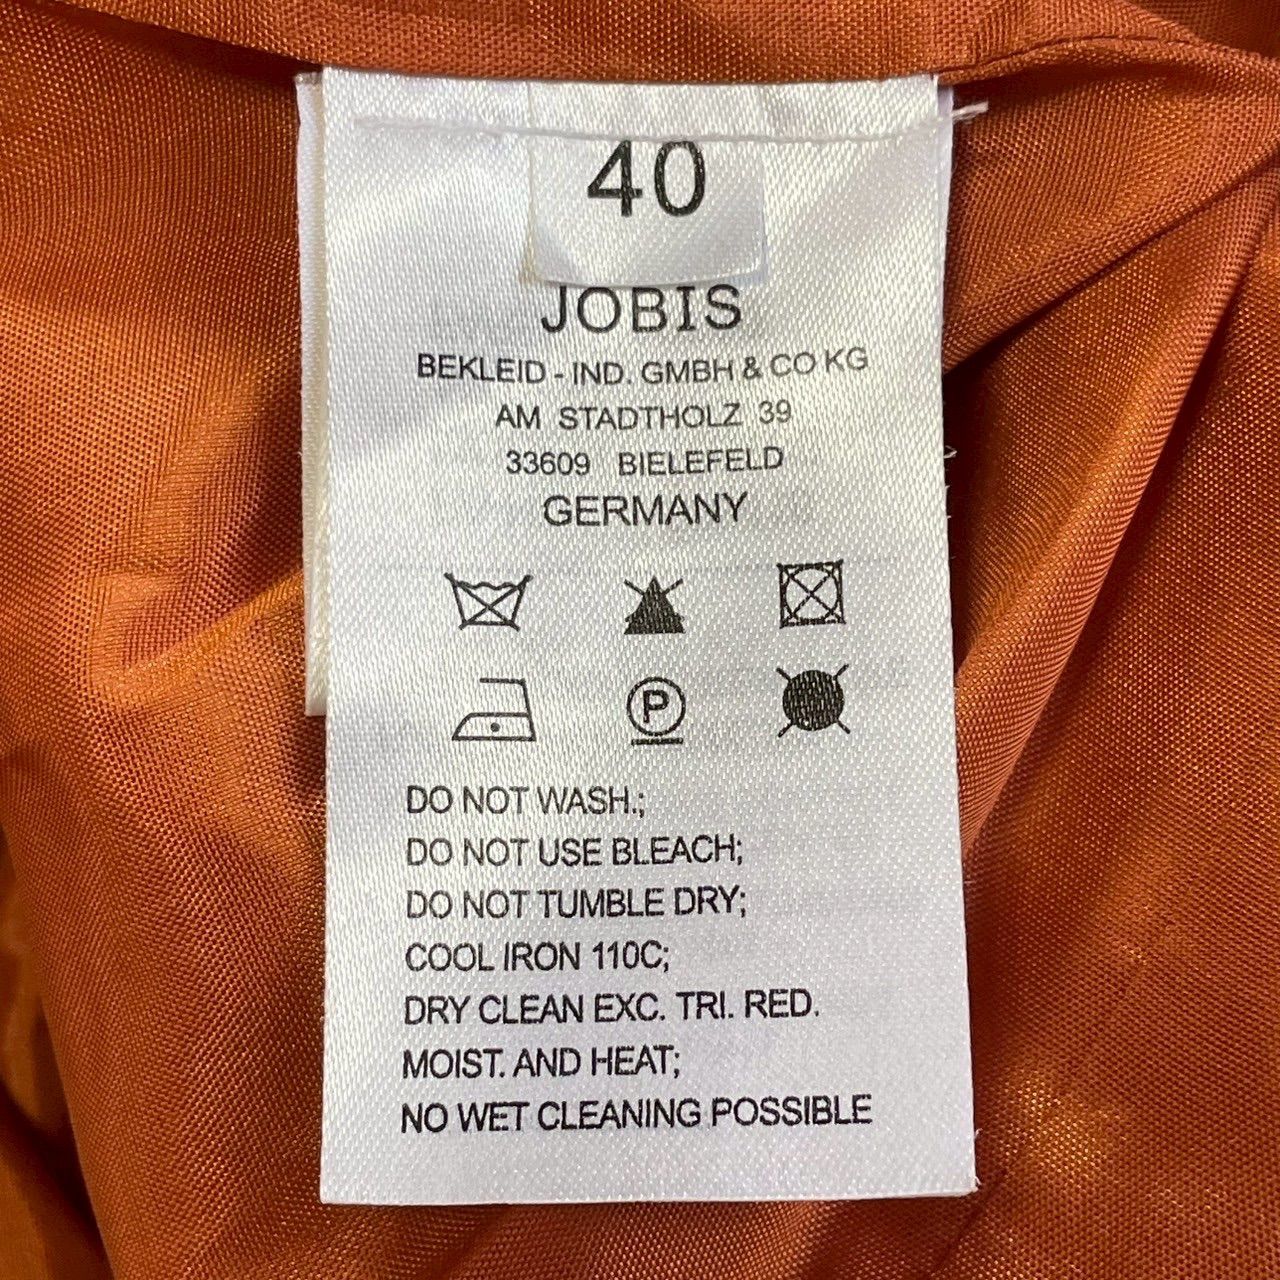 40
JOBIS
BEKLEID - IND. GMBH & CO KG
AM STADTHOLZ 39
33609 BIELEFELD
GERMANY
P
DO NOT WASH.;
DO NOT USE BLEACH;
DO NOT TUMBLE DRY;
COOL IRON 110C;
DRY CLEAN EXC. TRI. RED.
MOIST. AND HEAT;
NO WET CLEANING POSSIBLE